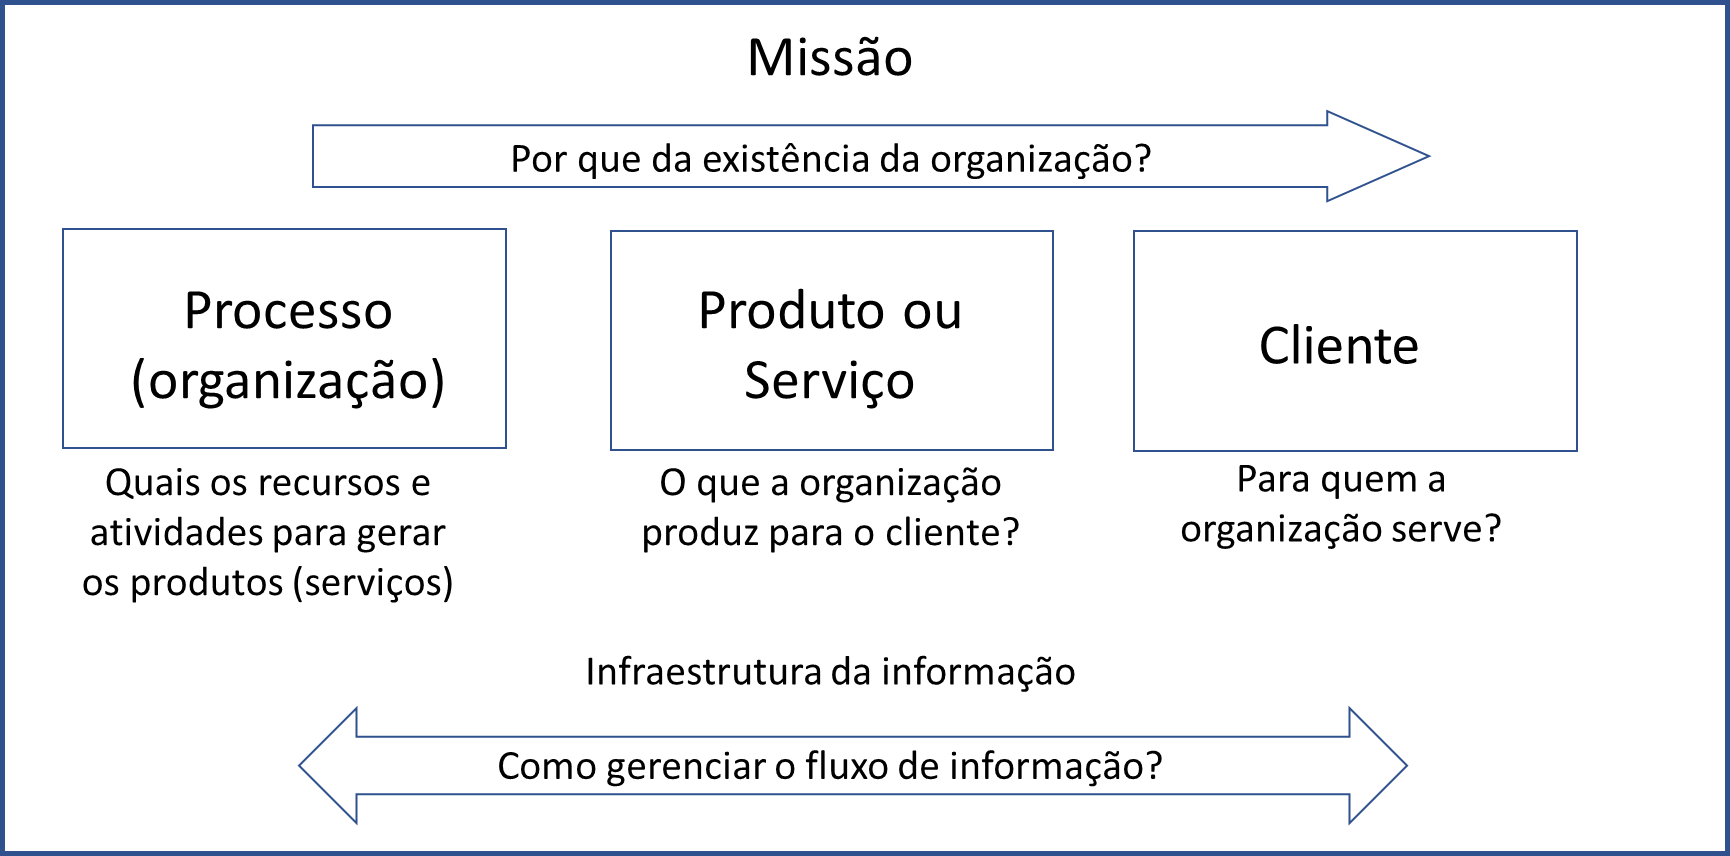 Missão
Por que da existência da organização?
Processo
(organização)
Quais os recursos e
atividades para gerar
os produtos (serviços)
Produto ou
Serviço
O que a organização
produz para o cliente?
Cliente
Para quem a
organização serve?
Infraestrutura da informação
Como gerenciar o fluxo de informação?